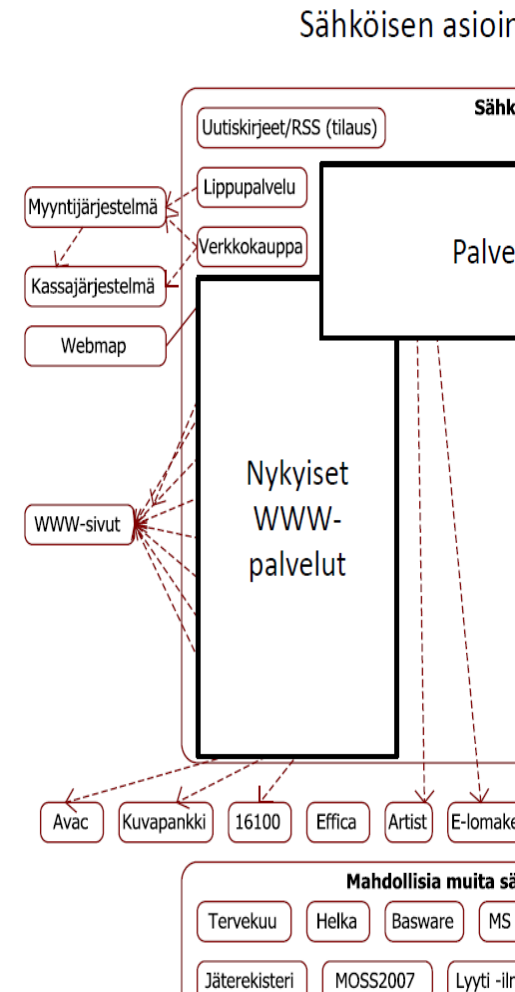 Sähköisen asioin
Sähk
Uutiskirjeet/RSS (tilaus)
Lippupalvelu
Myyntijärjestelmä
Verkkokauppa
Palve
Kassajärjestelmä
Webmap
Nykyiset
WWW-
palvelut
WWW-sivut
Avac
Kuvapankki
16100
Effica
Artist
E-lomake
Mahdollisia muita sä
Tervekuu
Helka
Basware
MS
Jäterekisteri
MOSS2007
Lyyti -iln